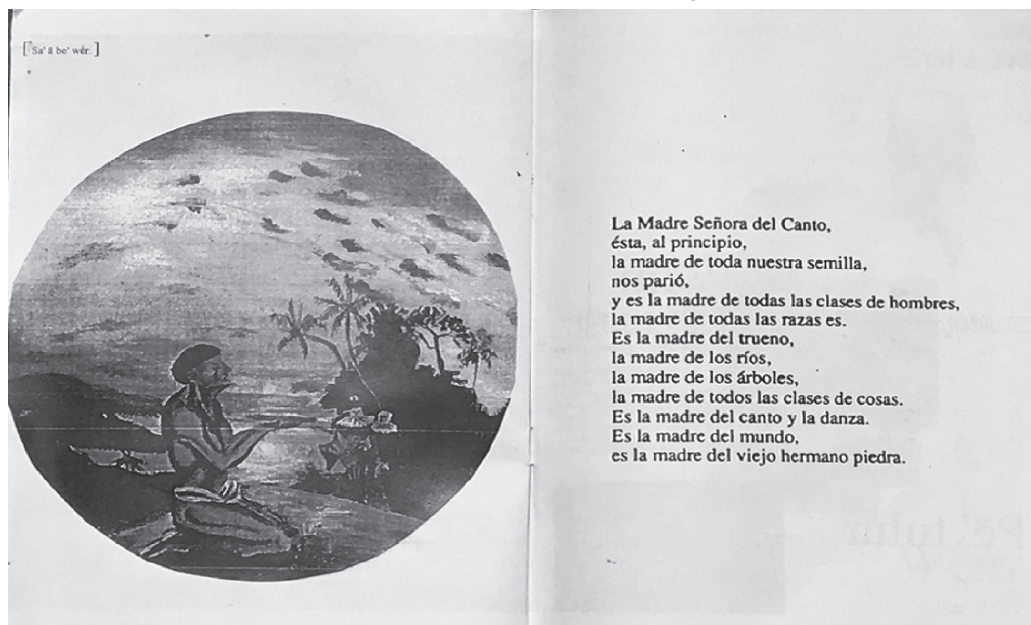 [ Sa' ä be' wér. ]
La Madre Señora del Canto,
ésta, al principio,
la madre de toda nuestra semilla,
nos parió,
y es la madre de todas las clases de hombres,
la madre de todas las razas es.
Es la madre del trueno,
la madre de los ríos,
la madre de los árboles,
la madre de todos las clases de cosas.
Es la madre del canto y la danza.
Es la madre del mundo,
es la madre del viejo hermano piedra.